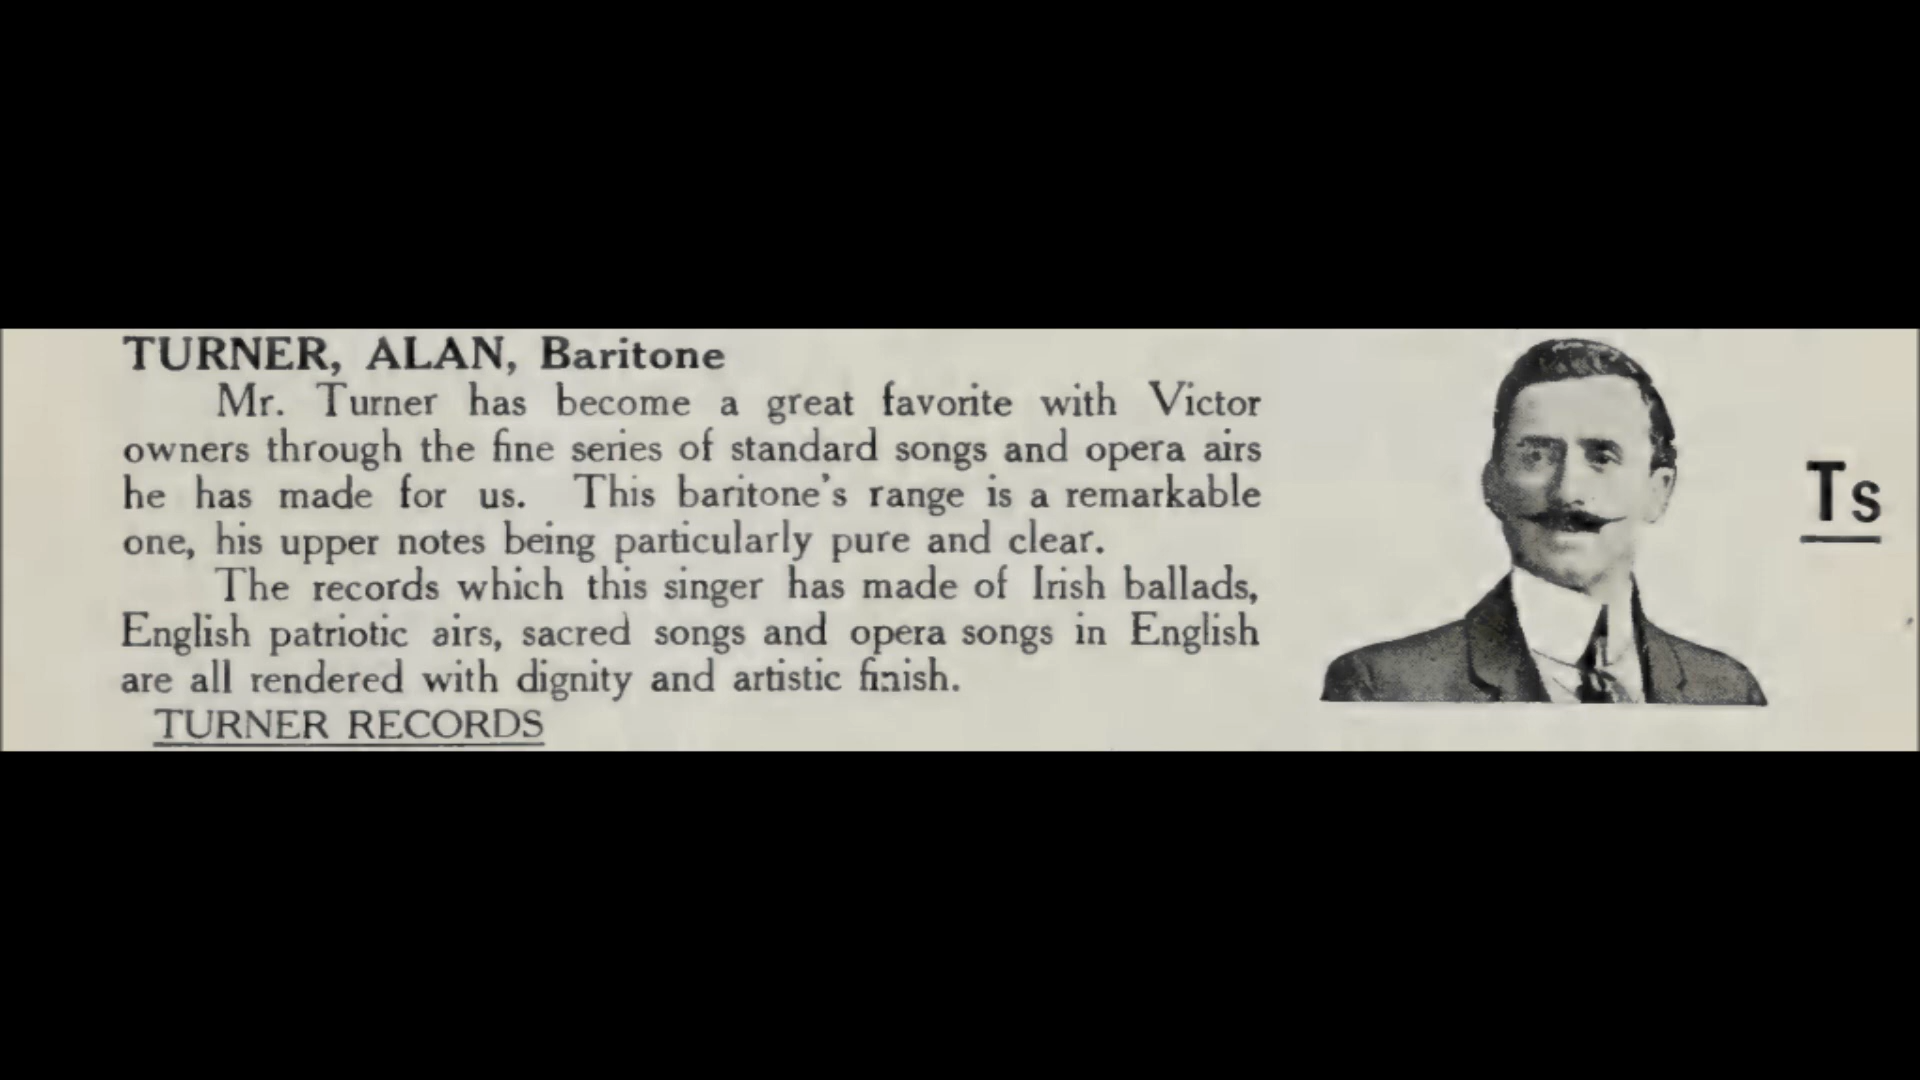 TURNER, ALAN, Baritone
Mr. Turner has become a great favorite with Victor
owners through the fine series of standard songs and opera airs
he has made for us. This baritone's range is a remarkable
one, his upper notes being particularly pure and clear.
The records which this singer has made of Irish ballads,
English patriotic airs, sacred songs and opera songs in English
are all rendered with dignity and artistic finish.
TURNER RECORDS
Ts